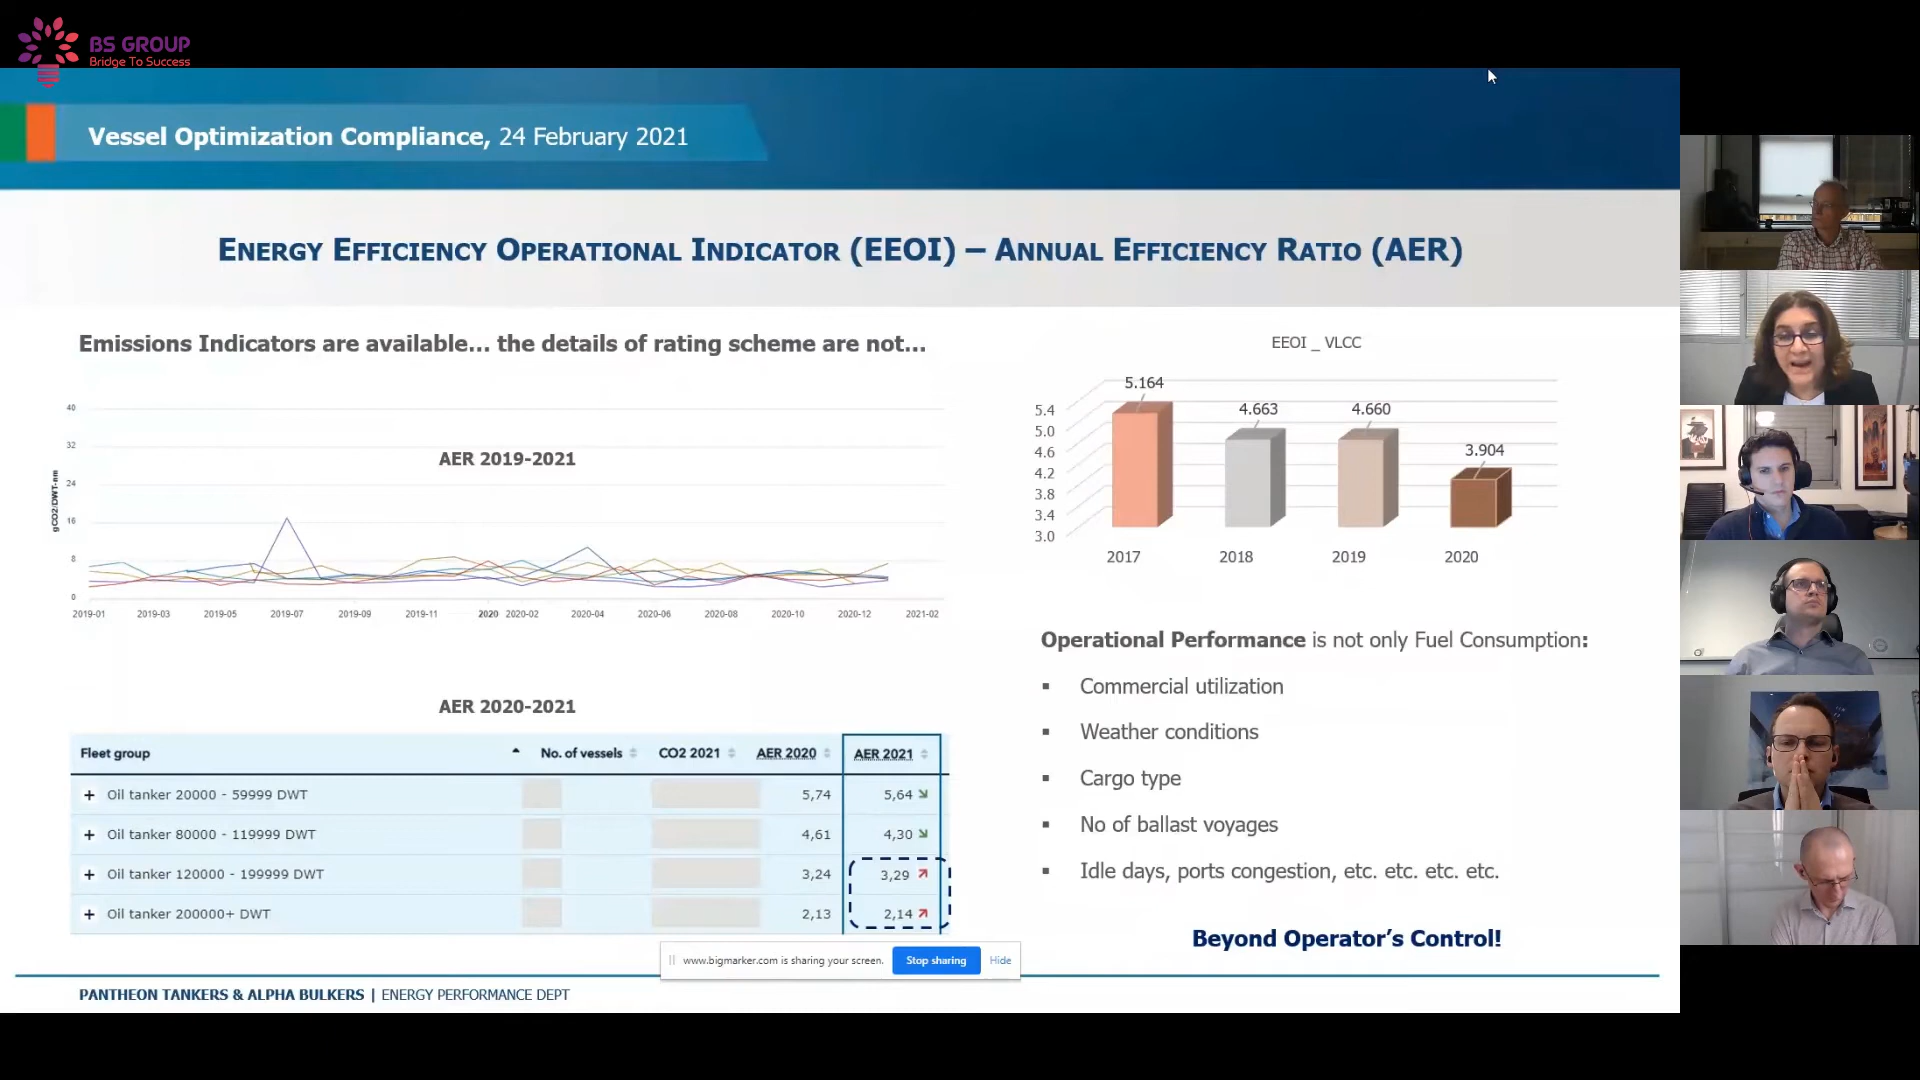 BS GROUP
Bridge To Success
Vessel Optimization Compliance, 24 February 2021
ENERGY EFFICIENCY OPERATIONAL INDICATOR (EEOI) – ANNUAL EFFICIENCY RATIO (AER)
Emissions Indicators are available... the details of rating scheme are not...
AER 2019-2021
gCO2/DWT-nm
40
32
24
16
8
0
2019-01 2019-03 2019-05 2019-07 2019-09 2019-11 2020 2020-02 2020-04 2020-06 2020-08 2020-10 2020-12 2021-02
AER 2020-2021
Fleet group No. of vessels CO2 2021 AER 2020 AER 2021
+ Oil tanker 20000 - 59999 DWT 5,74 5,64
+ Oil tanker 80000 - 119999 DWT 4,61 4,30
+ Oil tanker 120000 - 199999 DWT 3,24 3,29
+ Oil tanker 200000+ DWT 2,13 2,14
EEOI _ VLCC
5.164
4.663
4.660
3.904
5.4
5.0
4.6
4.2
3.8
3.4
3.0
2017 2018 2019 2020
Operational Performance is not only Fuel Consumption:
▪ Commercial utilization
▪ Weather conditions
▪ Cargo type
▪ No of ballast voyages
▪ Idle days, ports congestion, etc. etc. etc. etc.
Beyond Operator's Control!
www.bigmarker.com is sharing your screen. Stop sharing Hide
PANTHEON TANKERS & ALPHA BULKERS | ENERGY PERFORMANCE DEPT